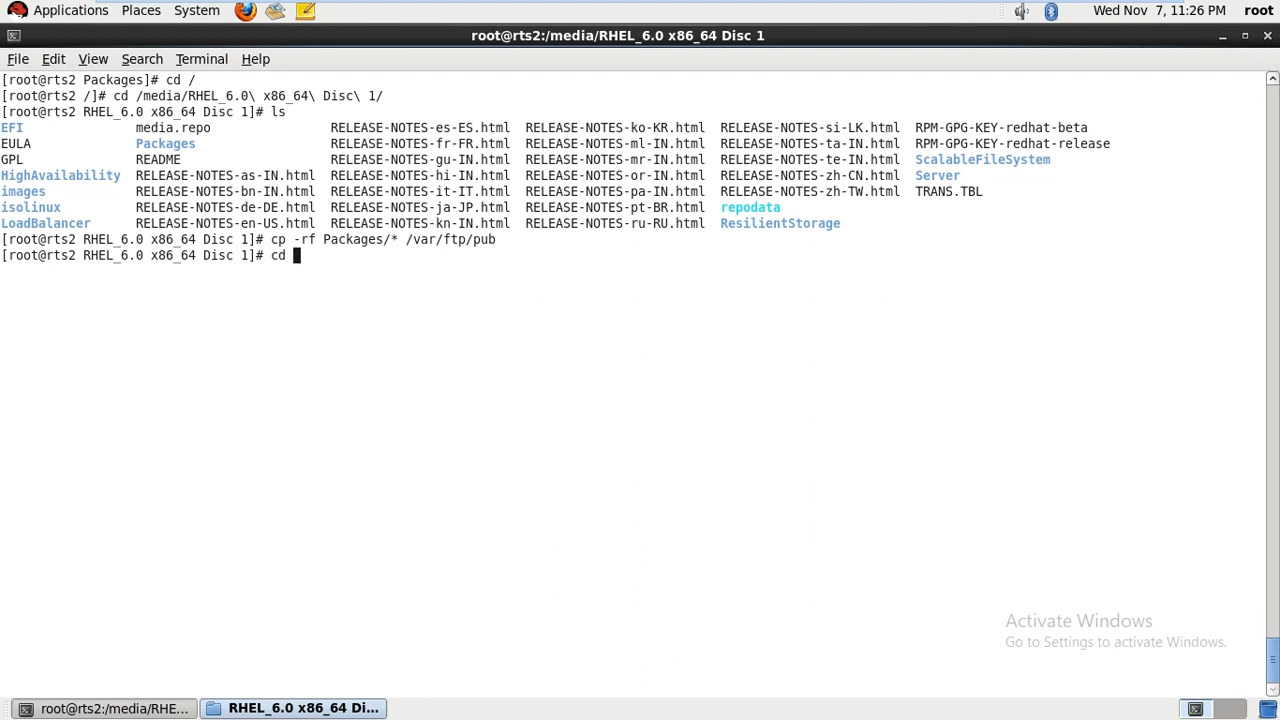 Applications Places System Wed Nov 7, 11:26 PM root
root@rts2:/media/RHEL_6.0 x86_64 Disc 1
File Edit View Search Terminal Help
[root@rts2 Packages]# cd /
[root@rts2 /]# cd /media/RHEL_6.0\ x86_64\ Disc\ 1/
[root@rts2 RHEL_6.0 x86_64 Disc 1]# ls
EFI media.repo RELEASE-NOTES-es-ES.html RELEASE-NOTES-ko-KR.html RELEASE-NOTES-si-LK.html RPM-GPG-KEY-redhat-beta
EULA Packages RELEASE-NOTES-fr-FR.html RELEASE-NOTES-ml-IN.html RELEASE-NOTES-ta-IN.html RPM-GPG-KEY-redhat-release
GPL README RELEASE-NOTES-gu-IN.html RELEASE-NOTES-mr-IN.html RELEASE-NOTES-te-IN.html ScalableFileSystem
HighAvailability RELEASE-NOTES-as-IN.html RELEASE-NOTES-hi-IN.html RELEASE-NOTES-or-IN.html RELEASE-NOTES-zh-CN.html Server
images RELEASE-NOTES-bn-IN.html RELEASE-NOTES-it-IT.html RELEASE-NOTES-pa-IN.html RELEASE-NOTES-zh-TW.html TRANS.TBL
isolinux RELEASE-NOTES-de-DE.html RELEASE-NOTES-ja-JP.html RELEASE-NOTES-pt-BR.html repodata
LoadBalancer RELEASE-NOTES-en-US.html RELEASE-NOTES-kn-IN.html RELEASE-NOTES-ru-RU.html ResilientStorage
[root@rts2 RHEL_6.0 x86_64 Disc 1]# cp -rf Packages/* /var/ftp/pub
[root@rts2 RHEL_6.0 x86_64 Disc 1]# cd
Activate Windows
Go to Settings to activate Windows.
root@rts2:/media/RHE... RHEL_6.0 x86_64 Di...